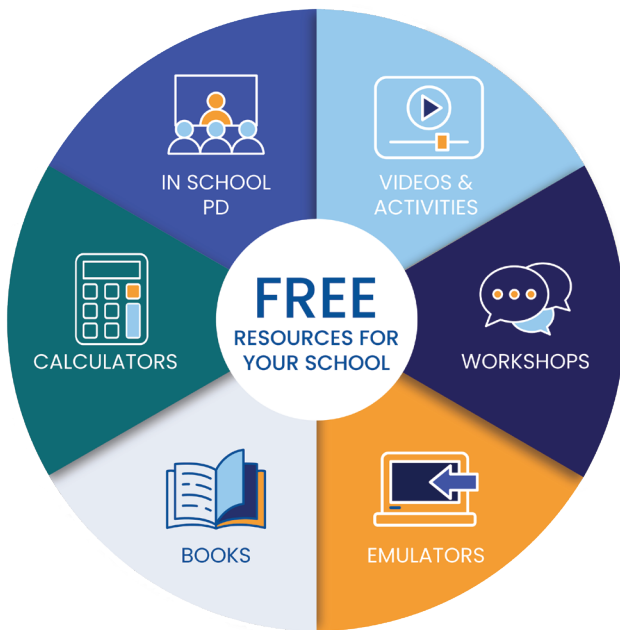 IN SCHOOL
PD
VIDEOS &
ACTIVITIES
CALCULATORS
FREE
RESOURCES FOR
YOUR SCHOOL
WORKSHOPS
BOOKS
EMULATORS